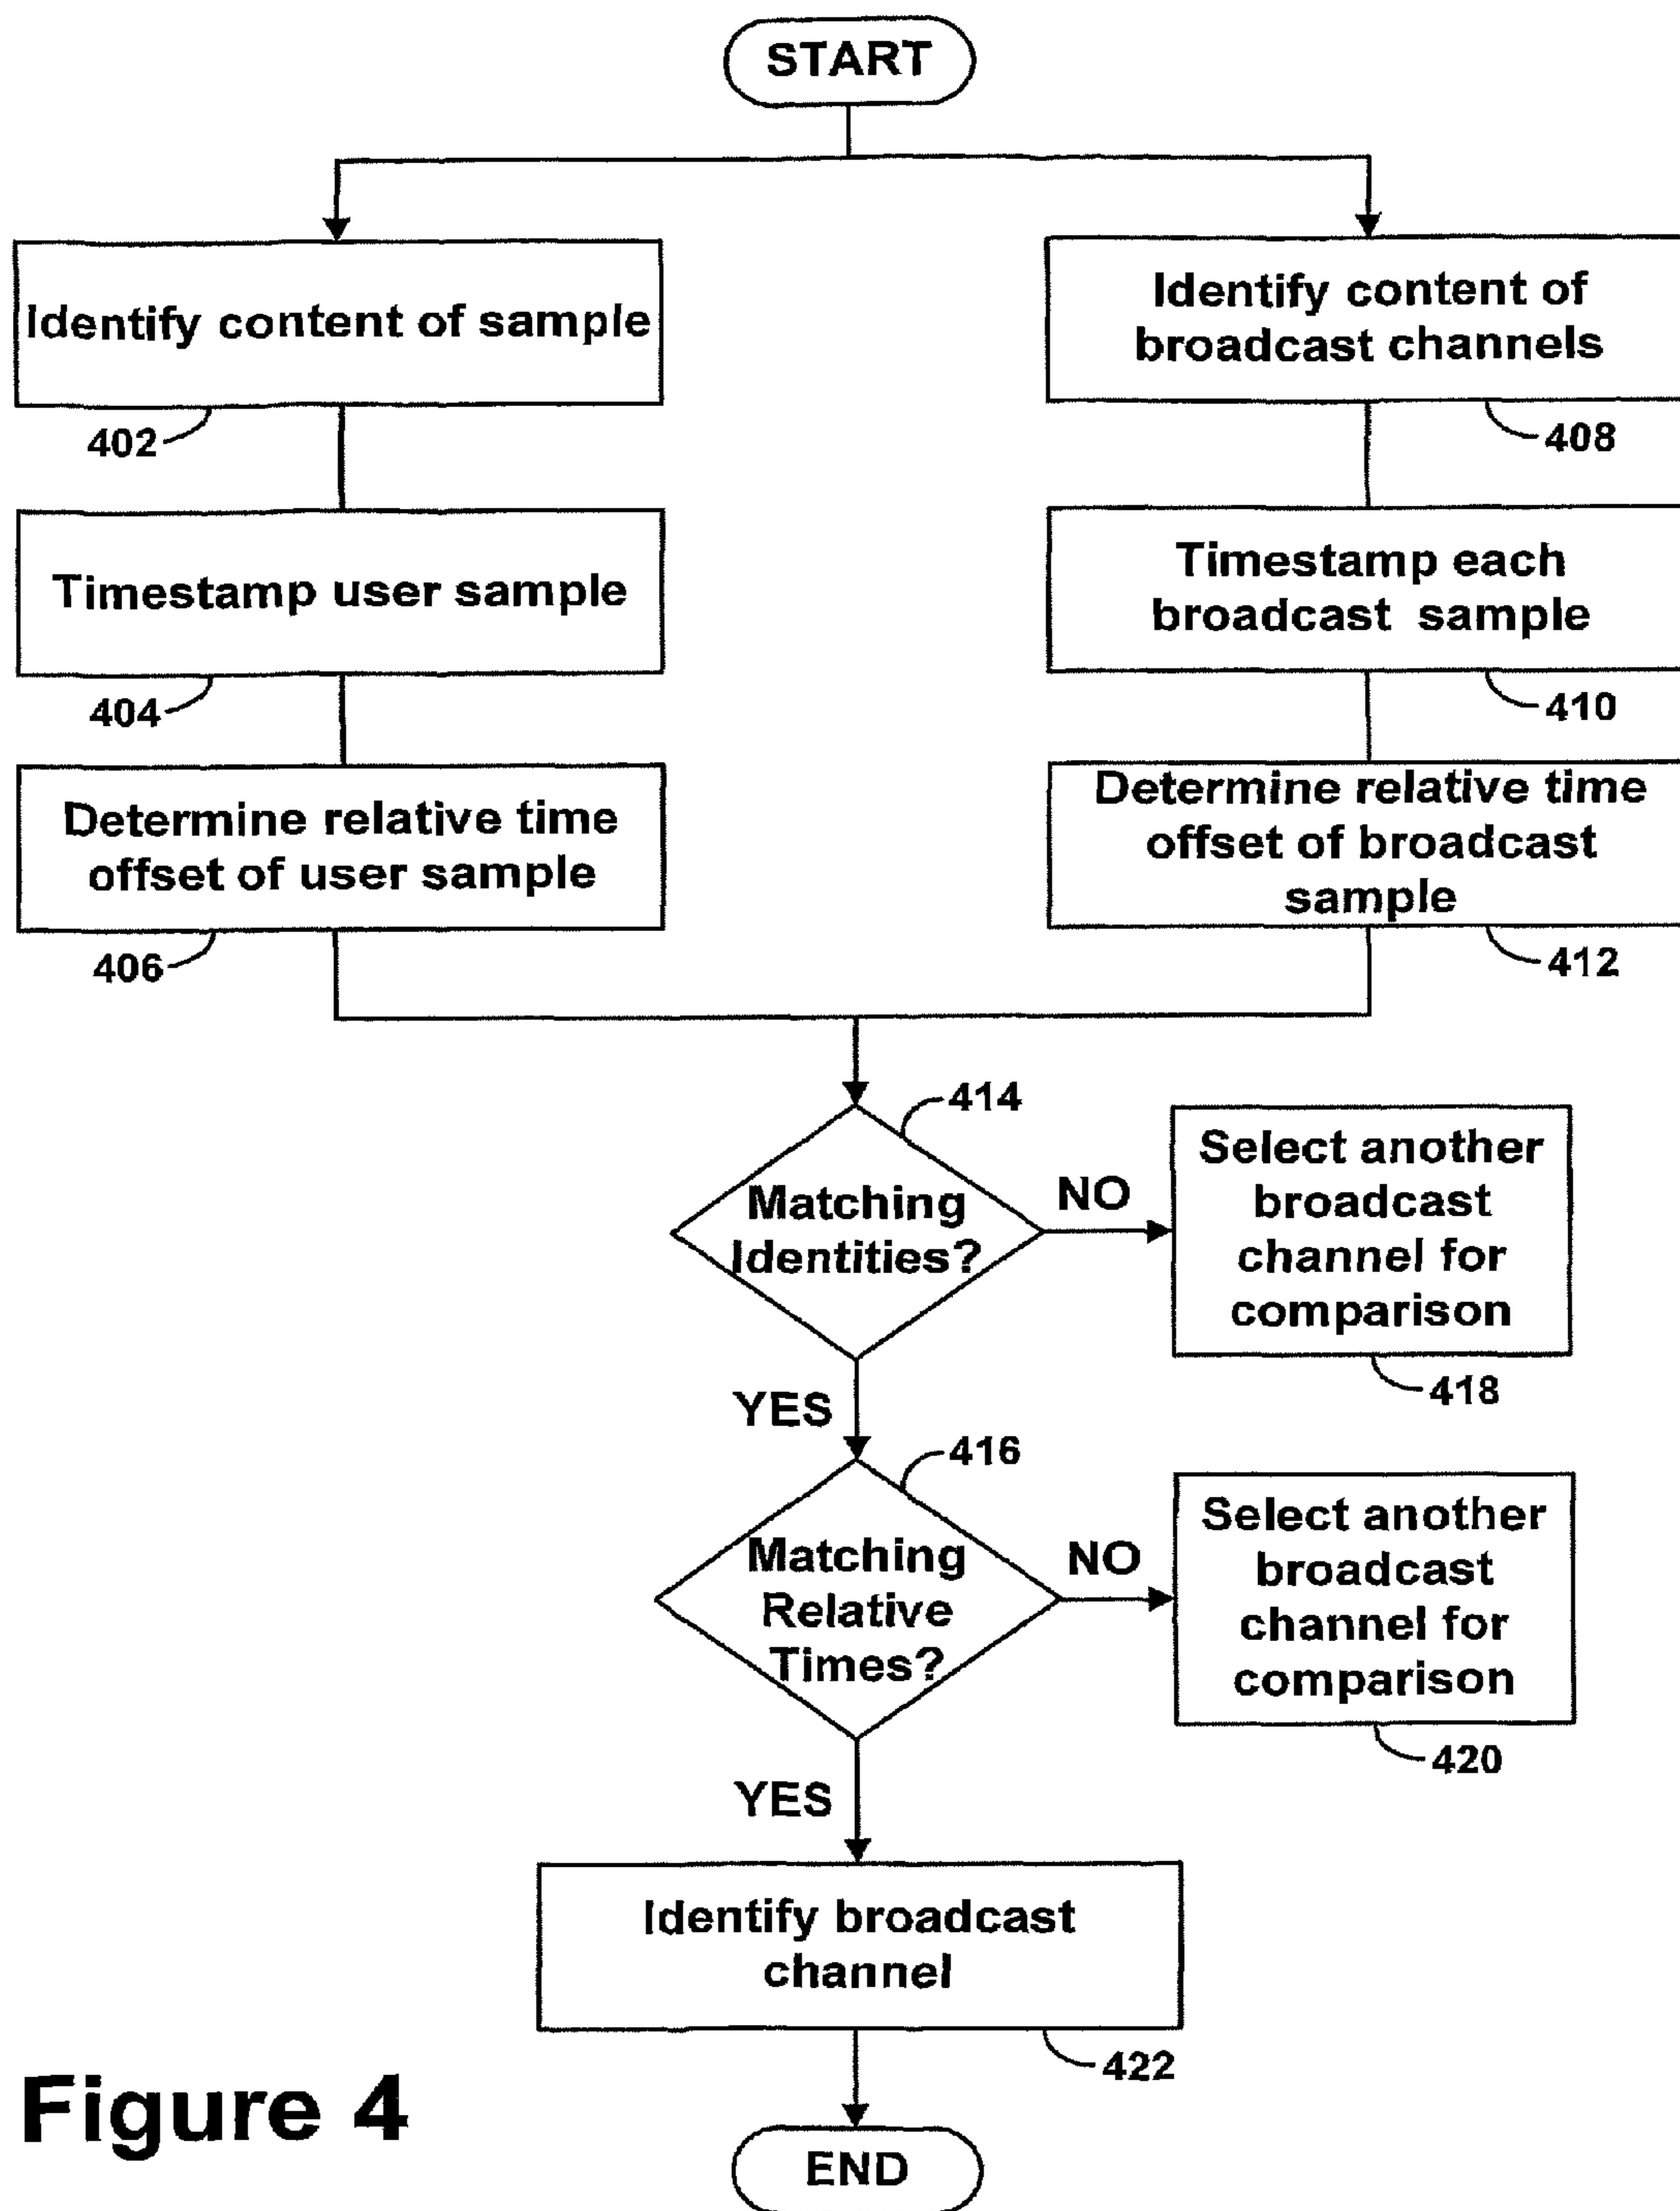 START
Identify content of sample
402
Timestamp user sample
404
Determine relative time
offset of user sample
406
Identify content of
broadcast channels
408
Timestamp each
broadcast sample
410
Determine relative time
offset of broadcast
sample
412
414
Matching
Identities?
NO
Select another
broadcast
channel for
comparison
418
YES
416
Matching
Relative
Times?
NO
Select another
broadcast
channel for
comparison
420
YES
Identify broadcast
channel
422
END
Figure 4